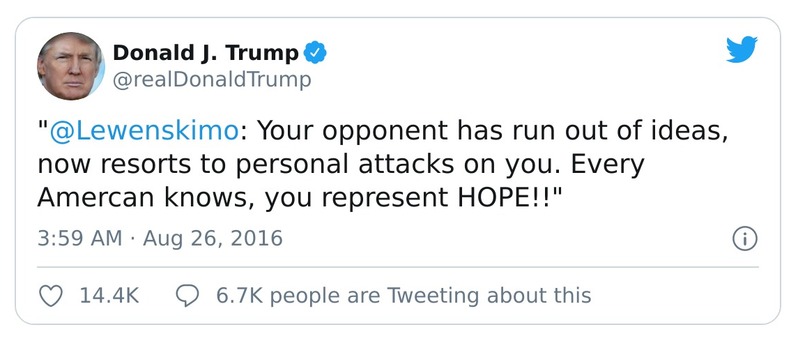 Donald J. Trump
@realDonaldTrump
"@Lewenskimo: Your opponent has run out of ideas,
now resorts to personal attacks on you. Every
Amercan knows, you represent HOPE!!"
3:59 AM · Aug 26, 2016
14.4K 6.7K people are Tweeting about this